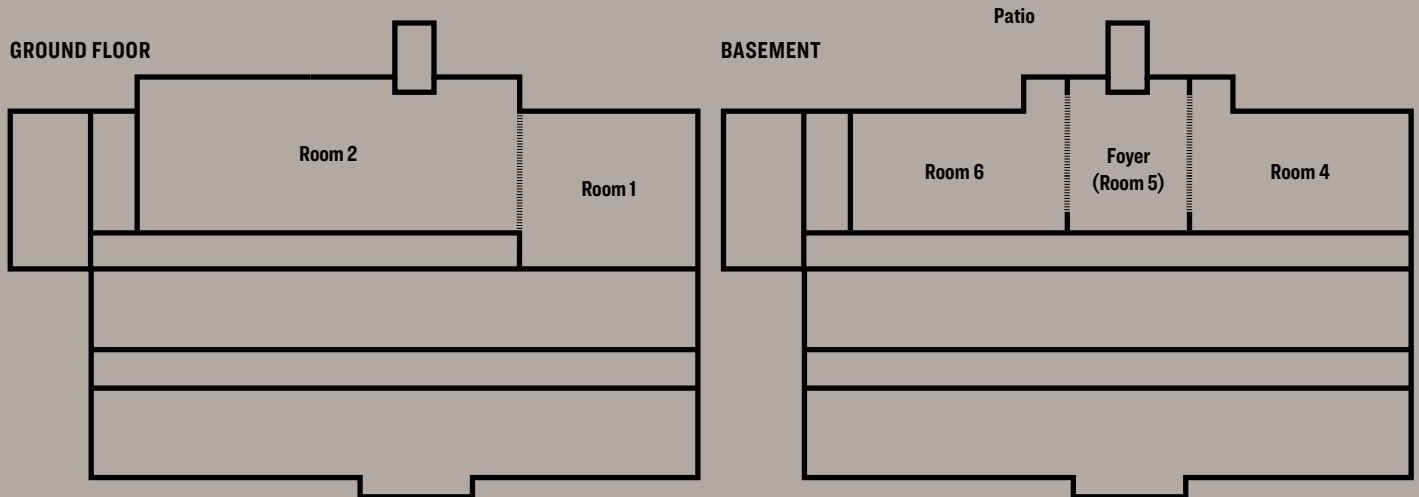 GROUND FLOOR
Room 2
Room 1
Patio
BASEMENT
Room 6
Foyer
(Room 5)
Room 4